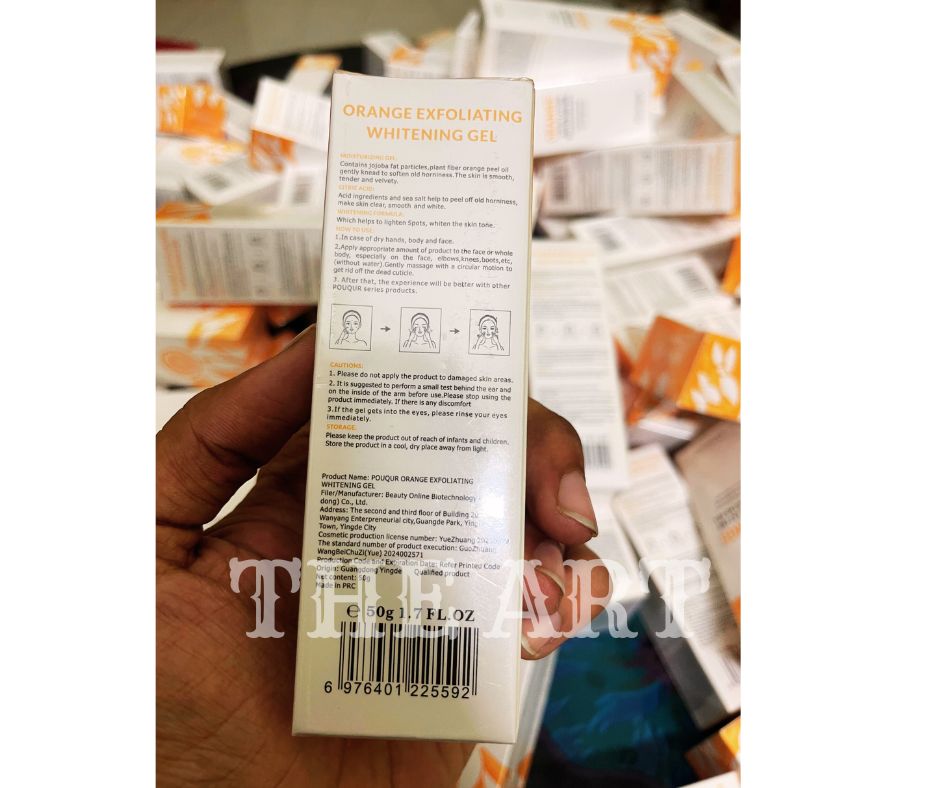 ORANGE EXFOLIATING
WHITENING GEL
MOISTURIZING GEL:
Contains jojoba fat particles,plant fiber orange peel oil
gently knead to soften old horniness.The skin is smooth,
tender and velvety.
CITRIC ACID:
Acid ingredients and sea salt help to peel off old horniness,
make skin clear, smooth and white.
WHITENING FORMULA:
Which helps to lighten Spots, whiten the skin tone.
HOW TO USE:
1.In case of dry hands, body and face.
2.Apply appropriate amount of product to the face or whole
body, especially on the face, elbows,knees,boots,etc,
(without water).Gently massage with a circular motion to
get rid off the dead cuticle.
3. After that, the experience will be better with other
POUQUR series products.
CAUTIONS:
1. Please do not apply the product to damaged skin areas.
2. It is suggested to perform a small test behind the ear and
on the inside of the arm before use.Please stop using the
product immediately. If there is any discomfort
3.If the gel gets into the eyes, please rinse your eyes
immediately.
STORAGE:
Please keep the product out of reach of infants and children.
Store the product in a cool, dry place away from light.
Product Name: POUQUR ORANGE EXFOLIATING
WHITENING GEL
Filer/Manufacturer: Beauty Online Biotechnology
dong) Co., Ltd.
Address: The second and third floor of Building
Wanyang Enterpreneurial city,Guangde Park,
Town, Yingde City
Cosmetic production license number: YueZhuang
The standard number of product execution: GuoZhuang
WangBeiChuZi(Yue) 2024002571
Production Code and Expiration Date: Refer Printed Code
Origin: Guangdong Yingde Qualified product
Net content: 50g
Made in PRC
THE ART
℮ 50g 1.7 FL.OZ
6 976401 225592